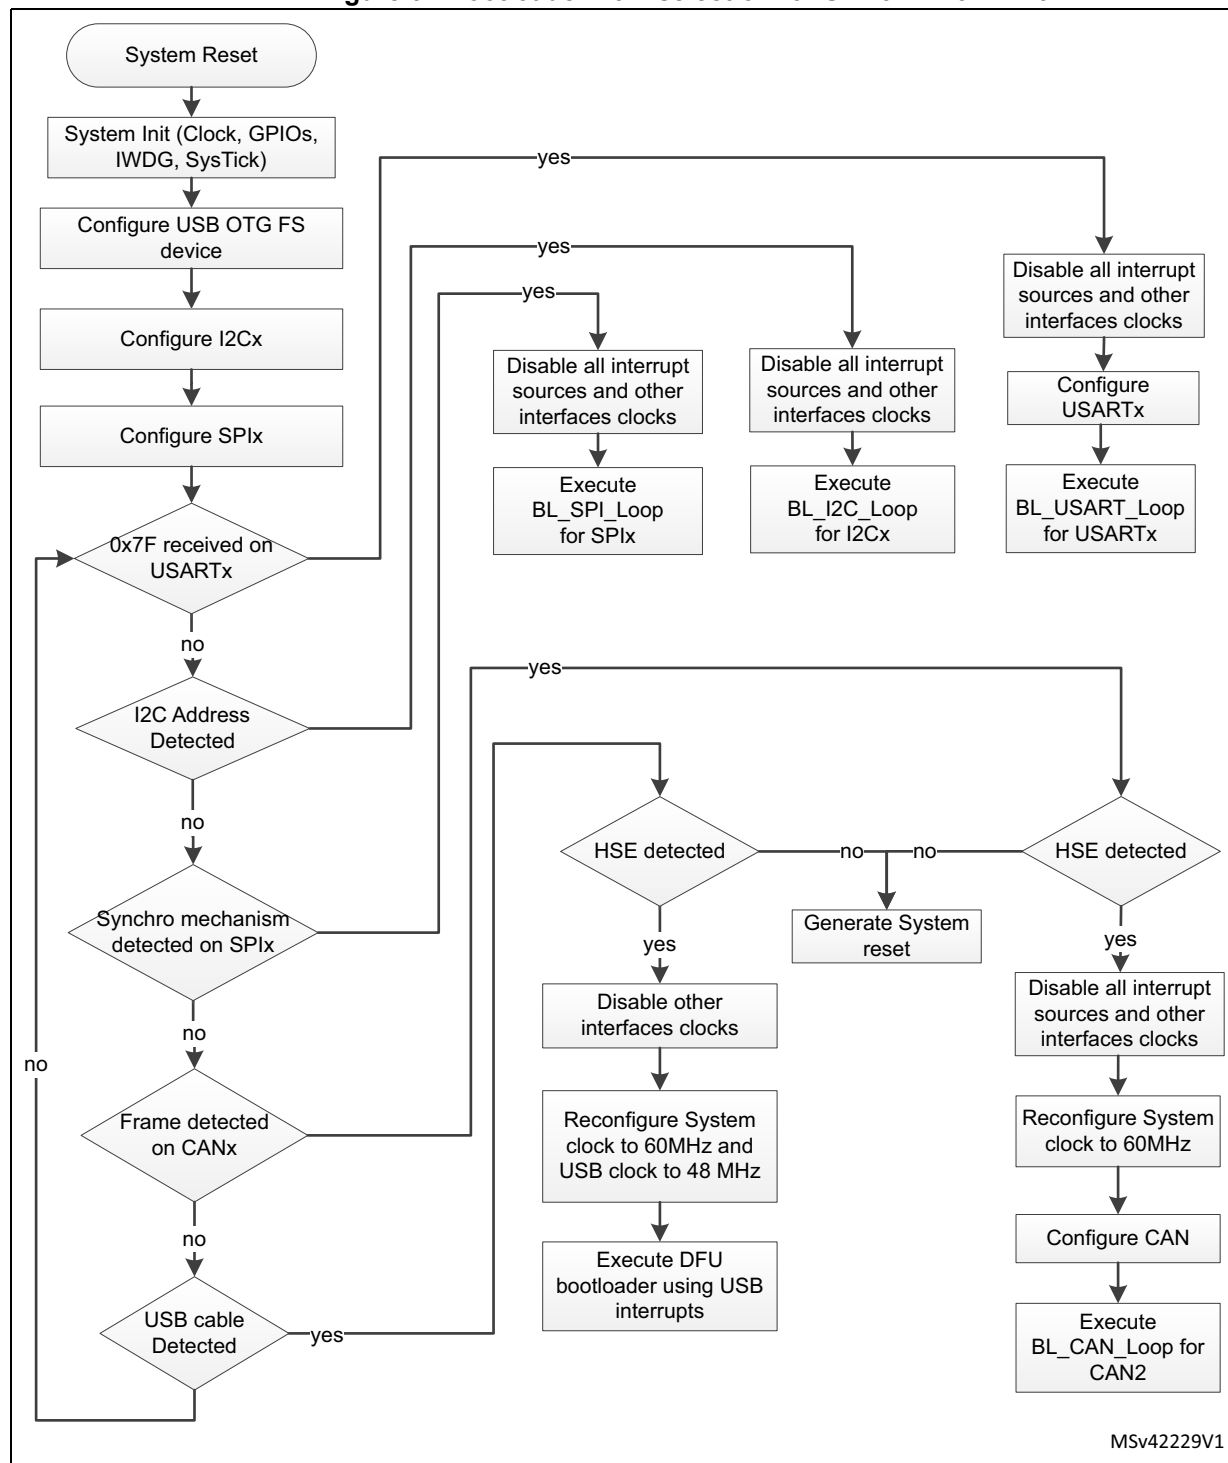 System Reset
System Init (Clock, GPIOs,
IWDG, SysTick)
Configure USB OTG FS
device
Configure I2Cx
Configure SPIx
0x7F received on
USARTx
yes
no
I2C Address
Detected
yes
no
Synchro mechanism
detected on SPIx
yes
no
Frame detected
on CANx
yes
no
USB cable
Detected
yes
no
Disable all interrupt
sources and other
interfaces clocks
Execute
BL_SPI_Loop
for SPIx
Disable all interrupt
sources and other
interfaces clocks
Execute
BL_I2C_Loop
for I2Cx
Disable all interrupt
sources and other
interfaces clocks
Configure
USARTx
Execute
BL_USART_Loop
for USARTx
HSE detected
no
no
HSE detected
Generate System
reset
yes
Disable other
interfaces clocks
Reconfigure System
clock to 60MHz and
USB clock to 48 MHz
Execute DFU
bootloader using USB
interrupts
yes
Disable all interrupt
sources and other
interfaces clocks
Reconfigure System
clock to 60MHz
Configure CAN
Execute
BL_CAN_Loop for
CAN2
MSv42229V1